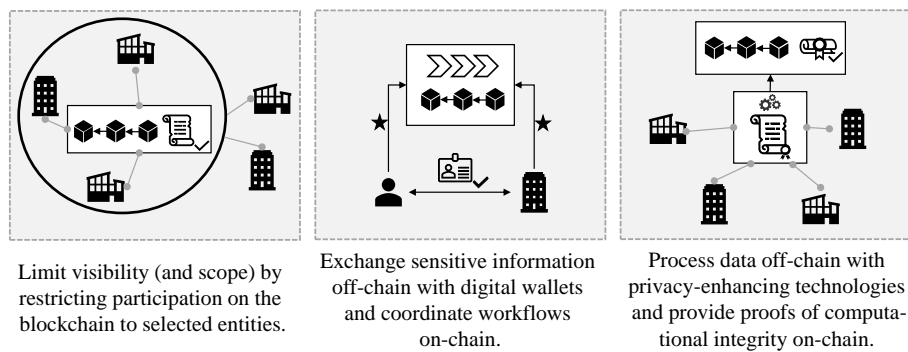 Limit visibility (and scope) by
restricting participation on the
blockchain to selected entities.
Exchange sensitive information
off-chain with digital wallets
and coordinate workflows
on-chain.
Process data off-chain with
privacy-enhancing technologies
and provide proofs of computa-
tional integrity on-chain.